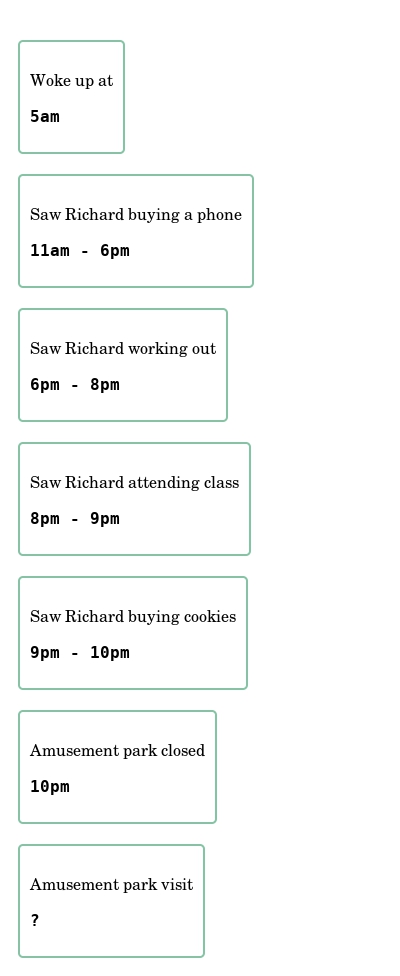 Woke up at
5am
Saw Richard buying a phone
11am - 6pm
Saw Richard working out
6pm - 8pm
Saw Richard attending class
8pm - 9pm
Saw Richard buying cookies
9pm - 10pm
Amusement park closed
10pm
Amusement park visit
?